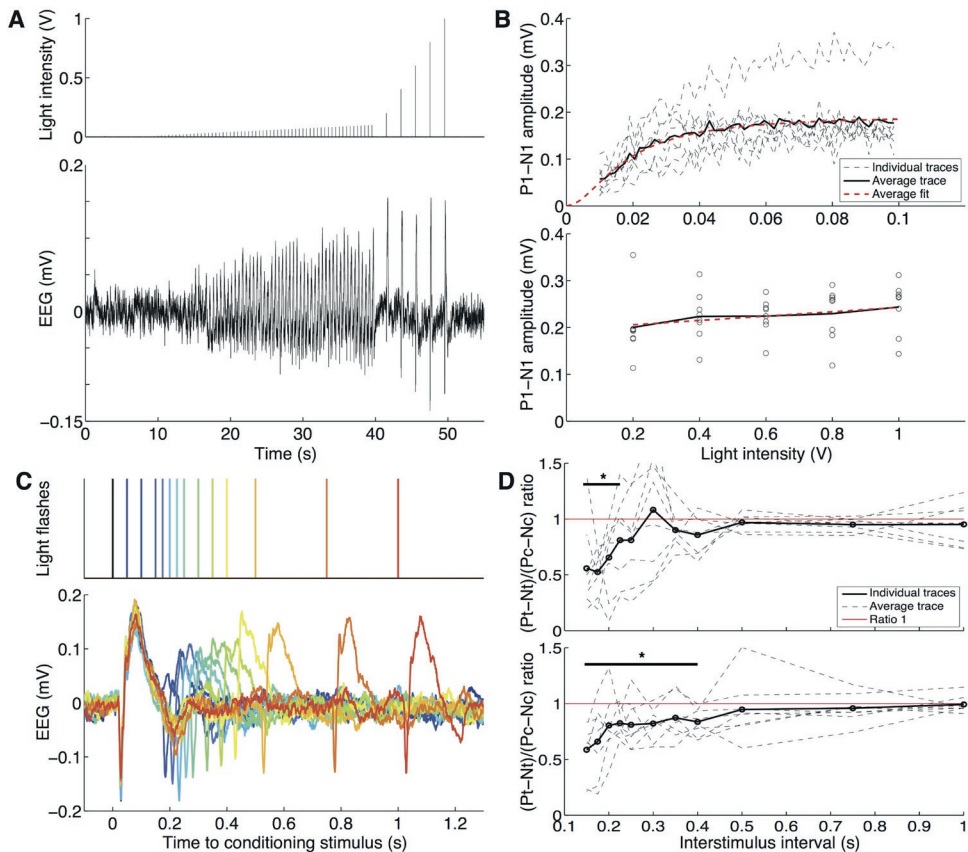 A
Light intensity (V)
1
0.5
0
EEG (mV)
0.2
0
−0.15
0 10 20 30 40 50
Time (s)
B
P1−N1 amplitude (mV)
0.4
0.3
0.2
0.1
0
Individual traces
Average trace
Average fit
0.02 0.04 0.06 0.08 0.1
P1−N1 amplitude (mV)
0.4
0.3
0.2
0.1
0
0.2 0.4 0.6 0.8 1
Light intensity (V)
C
Light flashes
EEG (mV)
0.2
0.1
0
−0.1
−0.2
0 0.2 0.4 0.6 0.8 1 1.2
Time to conditioning stimulus (s)
D
(Pt−Nt)/(Pc−Nc) ratio
1.5
1
0.5
0
*
Individual traces
Average trace
Ratio 1
(Pt−Nt)/(Pc−Nc) ratio
1.5
1
0.5
0
*
0.1 0.2 0.3 0.4 0.5 0.6 0.7 0.8 0.9 1
Interstimulus interval (s)